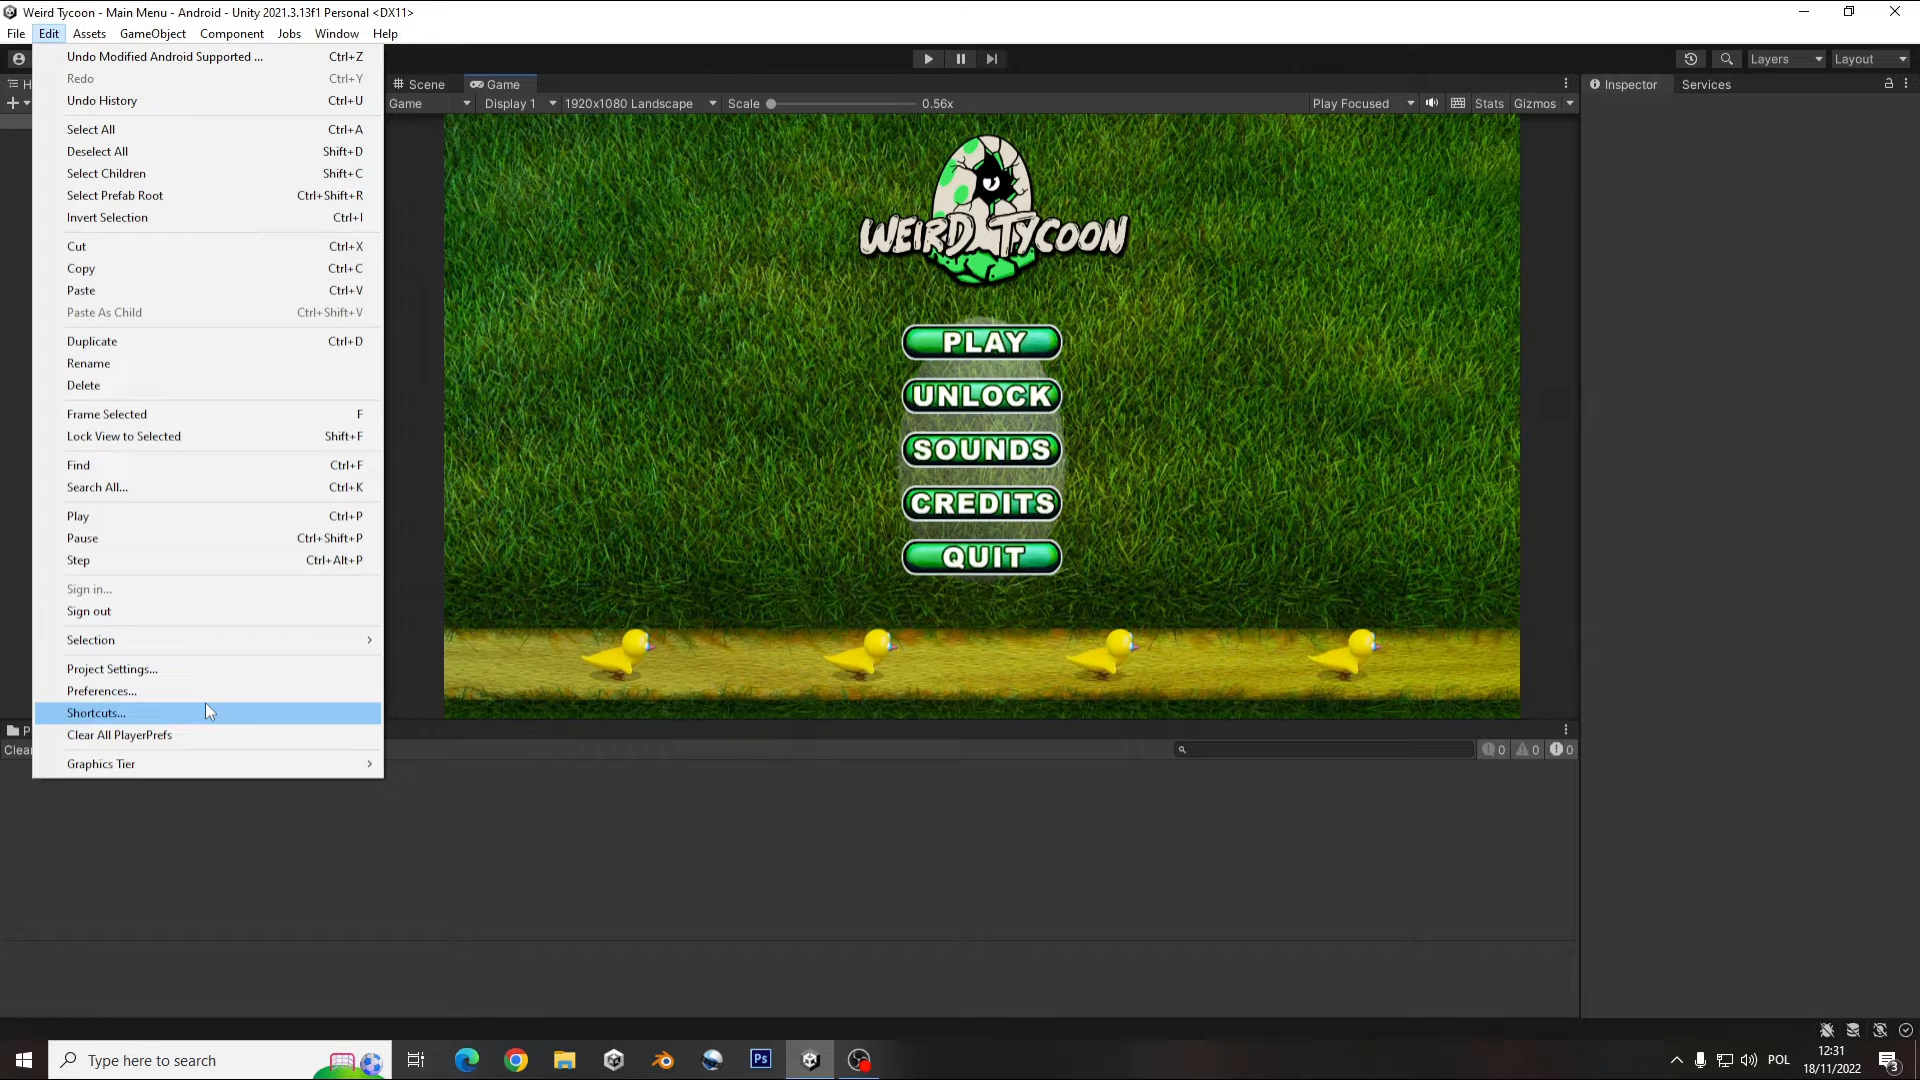 Weird Tycoon - Main Menu - Android - Unity 2021.3.13f1 Personal <DX11>
File Edit Assets GameObject Component Jobs Window Help
Layers Layout
Undo Modified Android Supported ... Ctrl+Z
Redo Ctrl+Y
Undo History Ctrl+U
Select All Ctrl+A
Deselect All Shift+D
Select Children Shift+C
Select Prefab Root Ctrl+Shift+R
Invert Selection Ctrl+I
Cut Ctrl+X
Copy Ctrl+C
Paste Ctrl+V
Paste As Child Ctrl+Shift+V
Duplicate Ctrl+D
Rename
Delete
Frame Selected F
Lock View to Selected Shift+F
Find Ctrl+F
Search All... Ctrl+K
Play Ctrl+P
Pause Ctrl+Shift+P
Step Ctrl+Alt+P
Sign in...
Sign out
Selection
Project Settings...
Preferences...
Shortcuts...
Clear All PlayerPrefs
Graphics Tier
H
Scene Game
Game Display 1 1920x1080 Landscape Scale 0.56x Play Focused Stats Gizmos
WEIRD TYCOON
PLAY
UNLOCK
SOUNDS
CREDITS
QUIT
Inspector Services
P
Clear
0 0 0
Type here to search
Ps
POL
12:31
18/11/2022
3